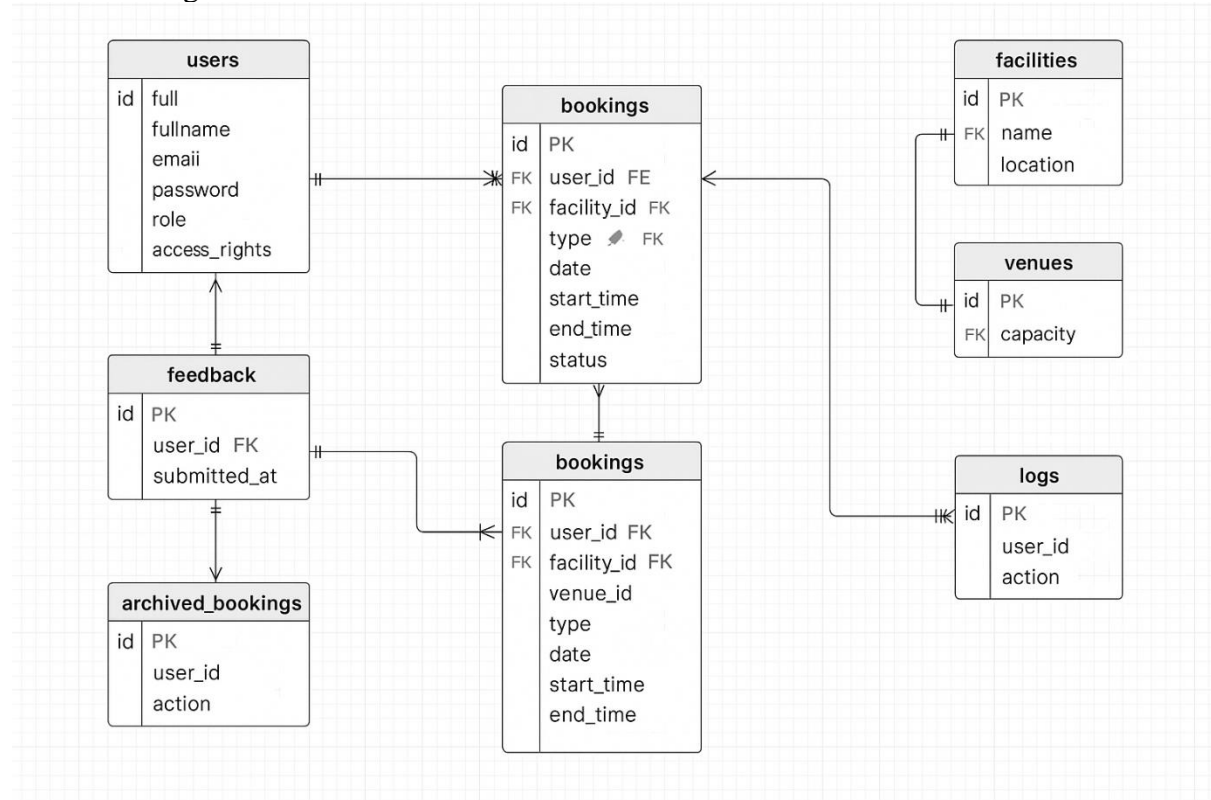 users
id full
fullname
emaii
password
role
access_rights
feedback
id PK
user_id FK
submitted_at
archived_bookings
id PK
user_id
action
bookings
id PK
FK user_id FE
FK facility_id FK
type FK
date
start_time
end_time
status
bookings
id PK
FK user_id FK
FK facility_id FK
venue_id
type
date
start_time
end_time
facilities
id PK
FK name
location
venues
id PK
FK capacity
logs
id PK
user_id
action